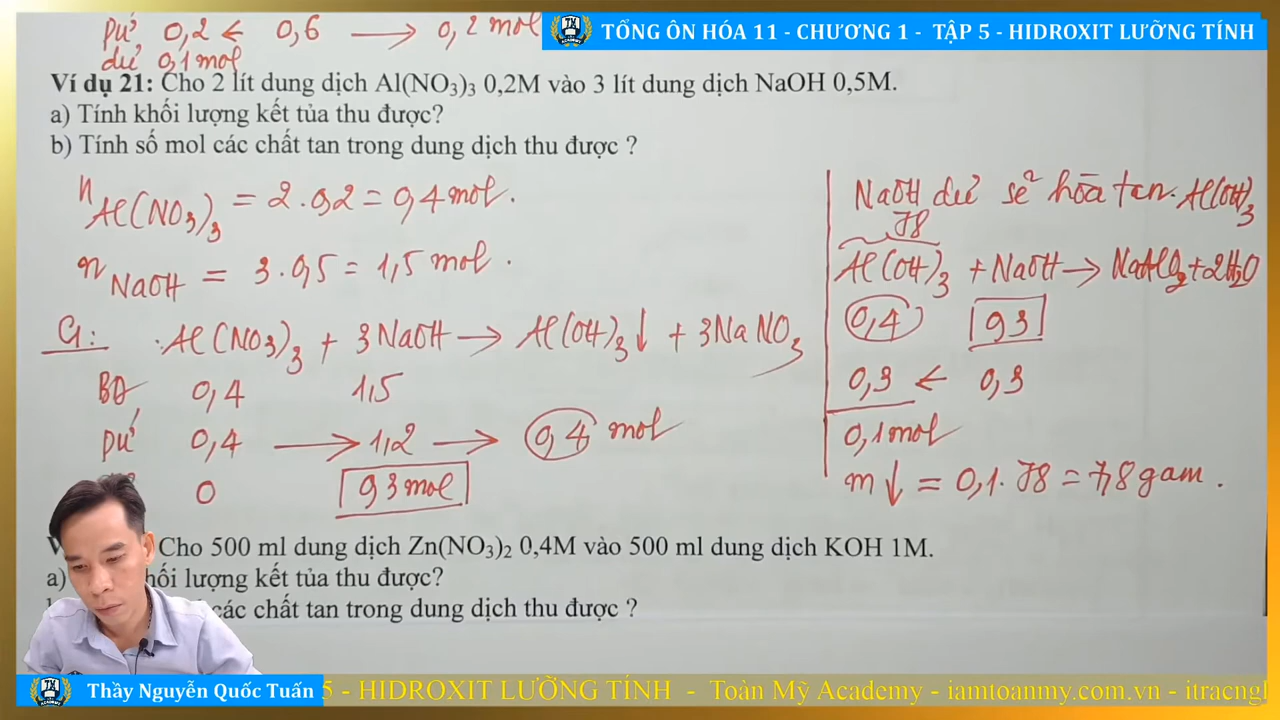 pứ 0,2 ← 0,6 → 0,2 mol
dư 0,1mol
TỔNG ÔN HÓA 11 - CHƯƠNG 1 - TẬP 5 - HIDROXIT LƯỠNG TÍNH
Ví dụ 21: Cho 2 lít dung dịch Al(NO₃)₃ 0,2M vào 3 lít dung dịch NaOH 0,5M.
a) Tính khối lượng kết tủa thu được?
b) Tính số mol các chất tan trong dung dịch thu được ?
n Al(NO₃)₃ = 2.0,2 = 0,4 mol.
n NaOH = 3.0,5 = 1,5 mol.
G: Al(NO₃)₃ + 3NaOH → Al(OH)₃↓ + 3NaNO₃
BĐ 0,4 1,5
pứ 0,4 → 1,2 → 0,4 mol
0 0,3 mol
NaOH dư sẽ hòa tan Al(OH)₃
78
Al(OH)₃ + NaOH → NaAlO₂ + 2H₂O
0,4 0,3
0,3 ← 0,3
0,1 mol
m↓ = 0,1.78 = 7,8 gam.
Cho 500 ml dung dịch Zn(NO₃)₂ 0,4M vào 500 ml dung dịch KOH 1M.
a) hối lượng kết tủa thu được?
các chất tan trong dung dịch thu được ?
Thầy Nguyễn Quốc Tuấn
5 - HIDROXIT LƯỠNG TÍNH - Toàn Mỹ Academy - iamtoanmy.com.vn - itracngl